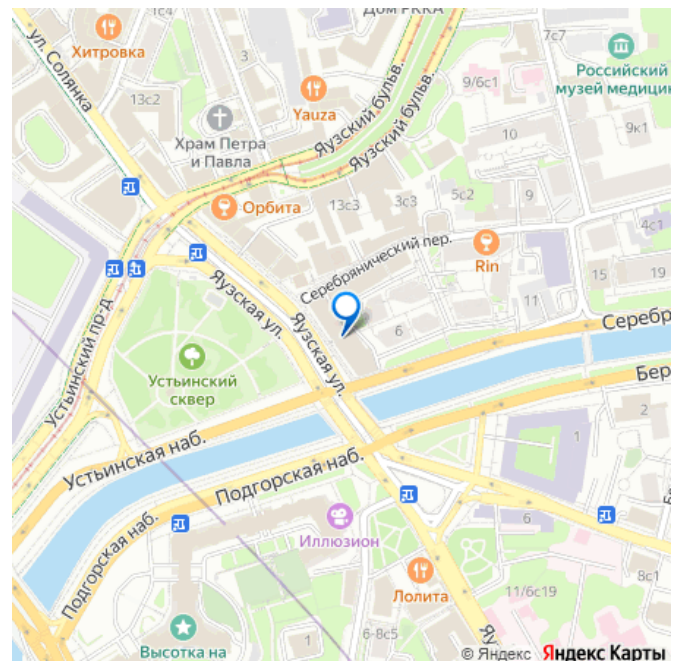 Дом РККА
7с7
ул. Солянка
Хитровка
3
9/6с1
Российский
музей медицин
13с2
Yauza
Яузский бульв.
Яузский бульв.
10
9к1
Храм Петра
и Павла
Орбита
13с3
3с3
5с2
9
4с1
Серебрянический пер.
Rin
15
19
11
Устьинский пр-д
Яузская ул.
Яузская ул.
6
Серебр
Устьинский
сквер
Бер
2
1
Устьинская наб.
Подгорская наб.
Подгорская наб.
Иллюзион
6
Лолита
11/6с19
8с1
1
6-8с5
Высотка на
© Яндекс Яндекс Карты